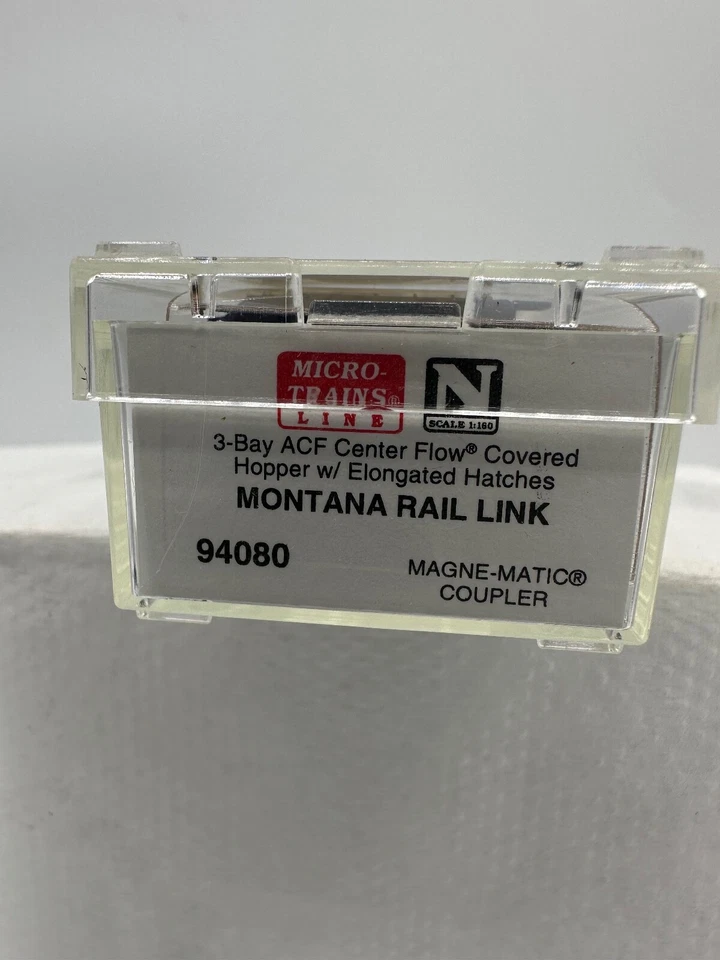 MICRO-
TRAINS®
LINE
N
SCALE 1:160
3-Bay ACF Center Flow® Covered
Hopper w/ Elongated Hatches
MONTANA RAIL LINK
94080
MAGNE-MATIC®
COUPLER